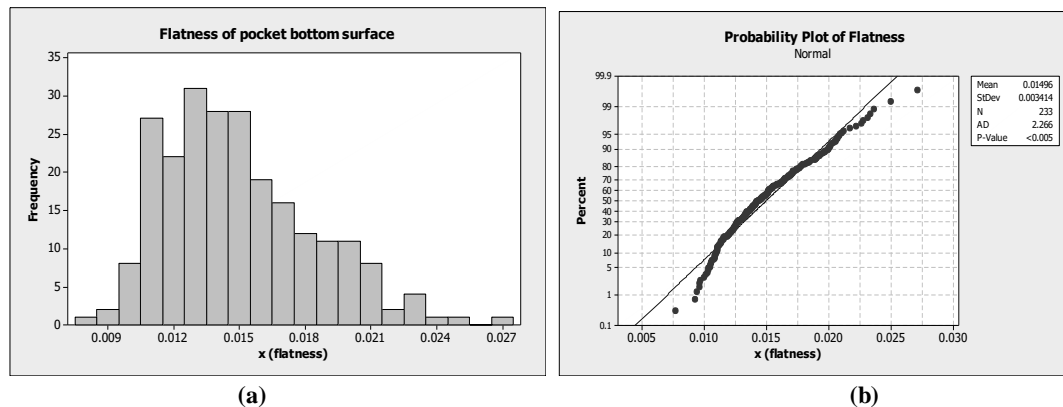 Flatness of pocket bottom surface
35
30
25
20
15
10
5
0
Frequency
0.009 0.012 0.015 0.018 0.021 0.024 0.027
x (flatness)
(a)
Probability Plot of Flatness
Normal
99.9
99
95
90
80
70
60
50
40
30
20
10
5
1
0.1
Percent
0.005 0.010 0.015 0.020 0.025 0.030
x (flatness)
Mean 0.01496
StDev 0.003414
N 233
AD 2.266
P-Value <0.005
(b)